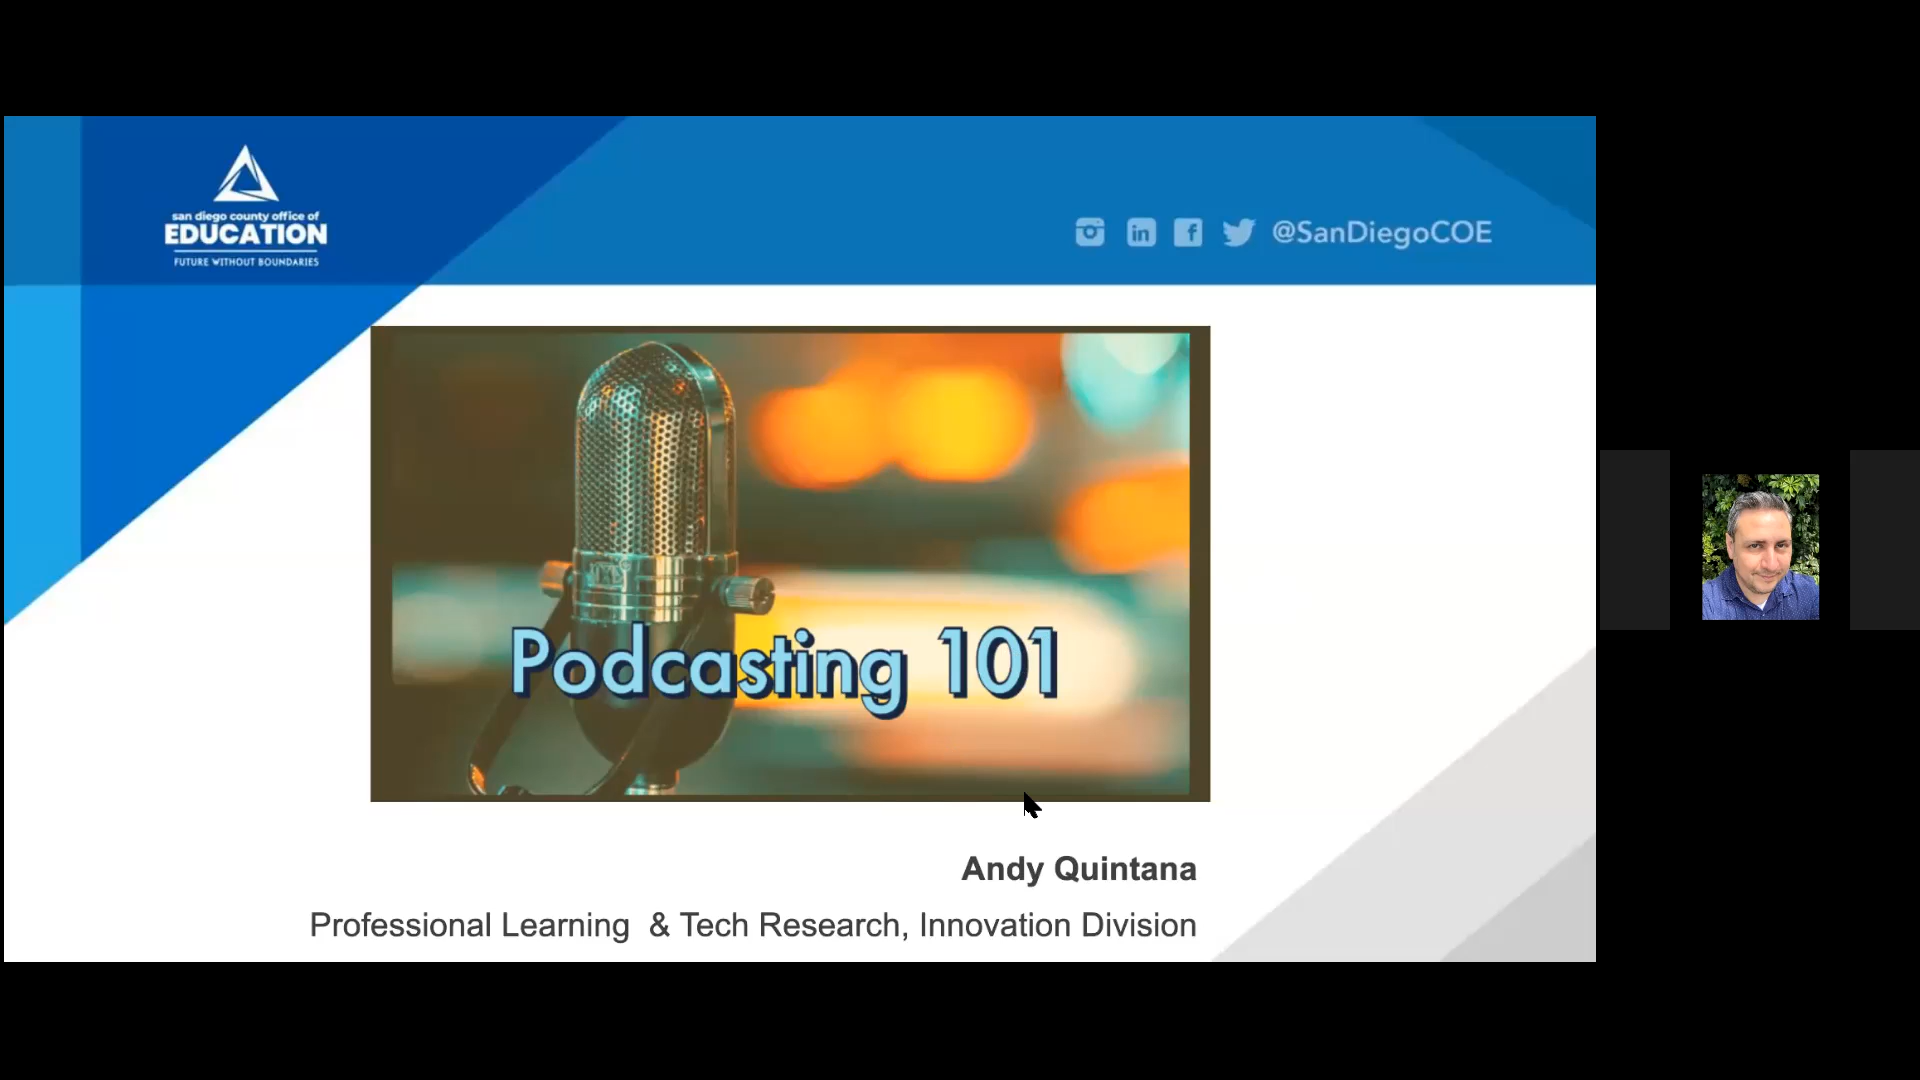 san diego county office of
EDUCATION
FUTURE WITHOUT BOUNDARIES
@SanDiegoCOE
Podcasting 101
Andy Quintana
Professional Learning & Tech Research, Innovation Division